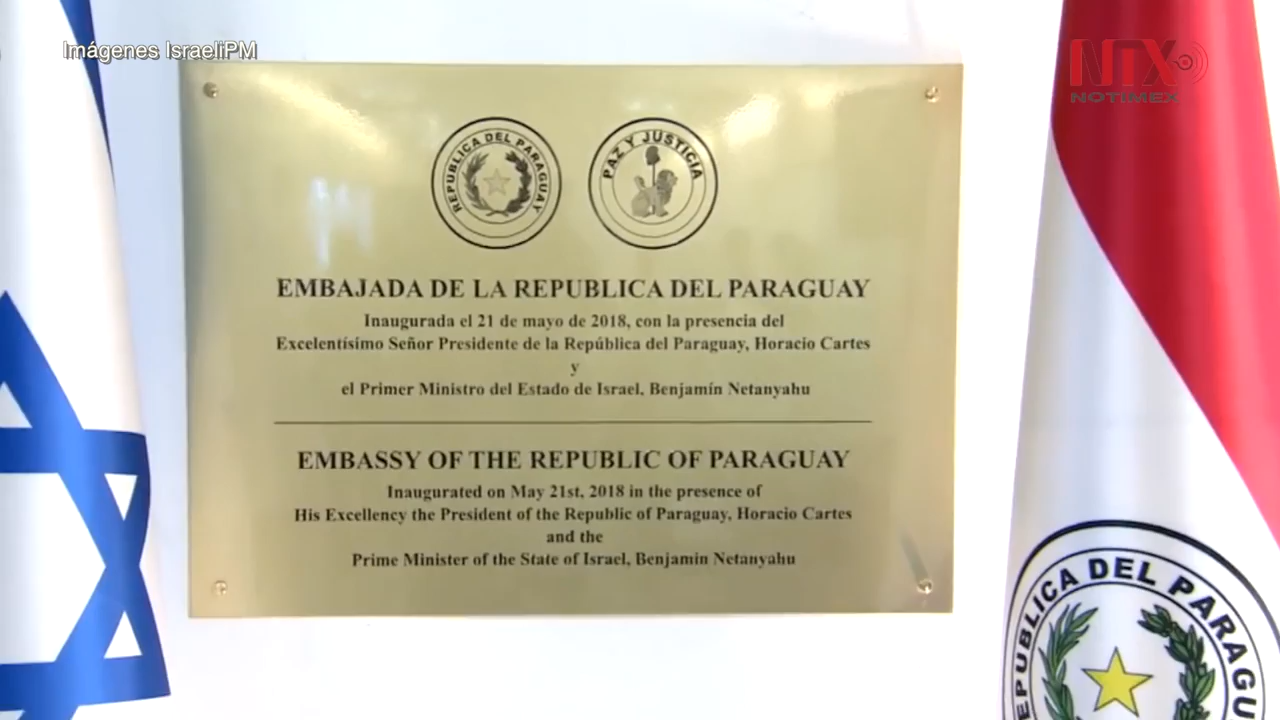 Imágenes IsraeliPM
NTX
NOTIMEX
REPUBLICA DEL PARAGUAY
PAZ Y JUSTICIA
EMBAJADA DE LA REPUBLICA DEL PARAGUAY
Inaugurada el 21 de mayo de 2018, con la presencia del
Excelentísimo Señor Presidente de la República del Paraguay, Horacio Cartes
y
el Primer Ministro del Estado de Israel, Benjamín Netanyahu
EMBASSY OF THE REPUBLIC OF PARAGUAY
Inaugurated on May 21st, 2018 in the presence of
His Excellency the President of the Republic of Paraguay, Horacio Cartes
and the
Prime Minister of the State of Israel, Benjamin Netanyahu
REPUBLICA DEL PARAGU